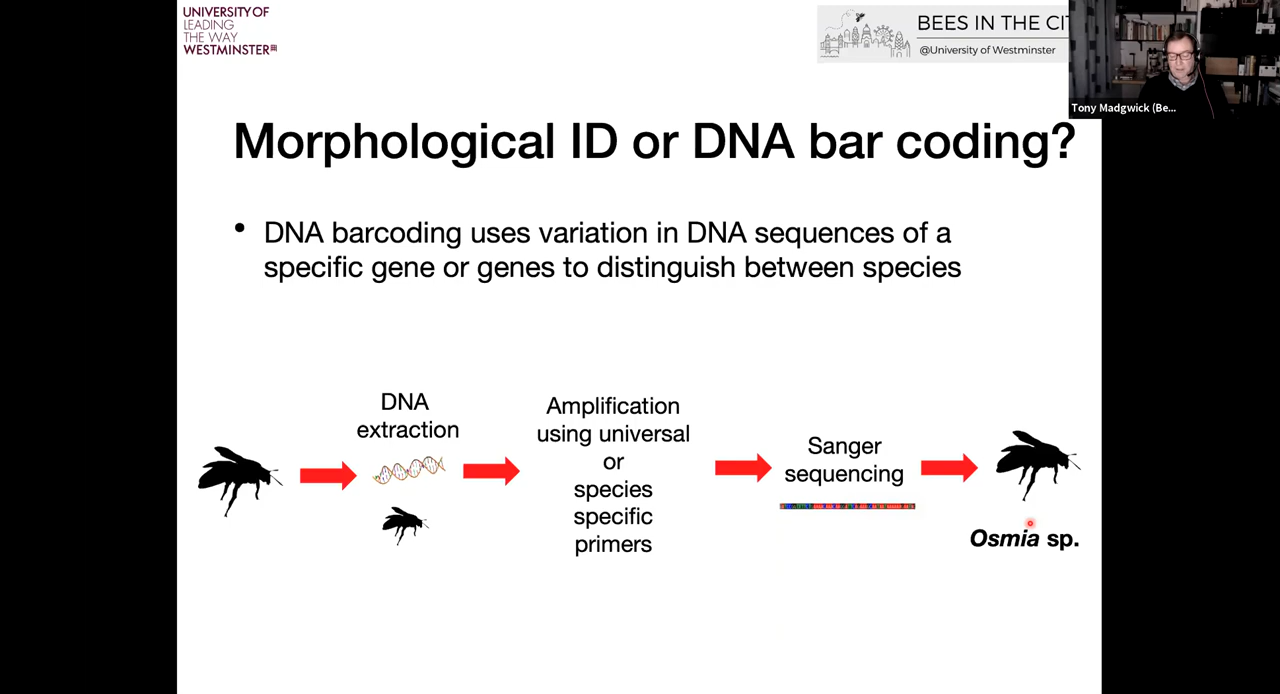 UNIVERSITY OF
LEADING
THE WAY
WESTMINSTER
BEES IN THE CIT
@University of Westminster
Tony Madgwick (Be...
Morphological ID or DNA bar coding?
• DNA barcoding uses variation in DNA sequences of a
specific gene or genes to distinguish between species
DNA
extraction
Amplification
using universal
or
species
specific
primers
Sanger
sequencing
Osmia sp.